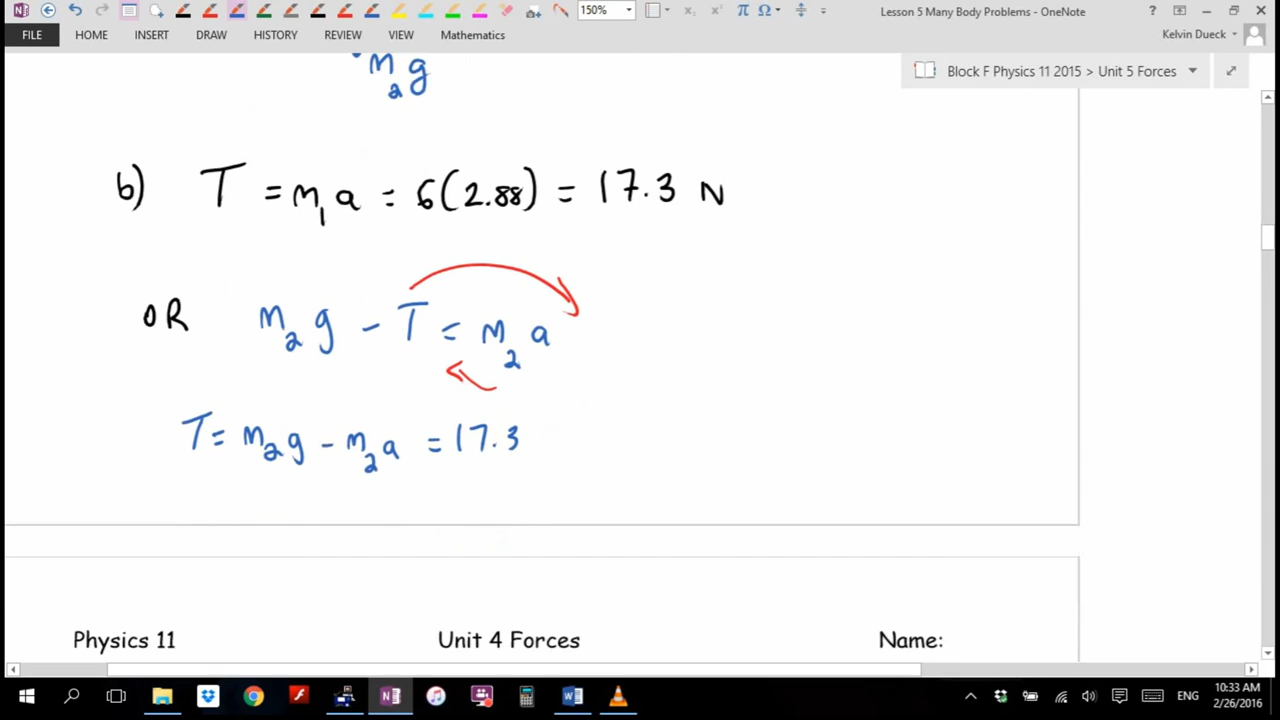 150%
π Ω
Lesson 5 Many Body Problems - OneNote
?
FILE HOME INSERT DRAW HISTORY REVIEW VIEW Mathematics
Kelvin Dueck
Block F Physics 11 2015 > Unit 5 Forces
m₂g
b) T = m₁a = 6(2.88) = 17.3 N
OR m₂g - T = m₂a
T = m₂g - m₂a = 17.3
Physics 11 Unit 4 Forces Name:
ENG
10:33 AM
2/26/2016